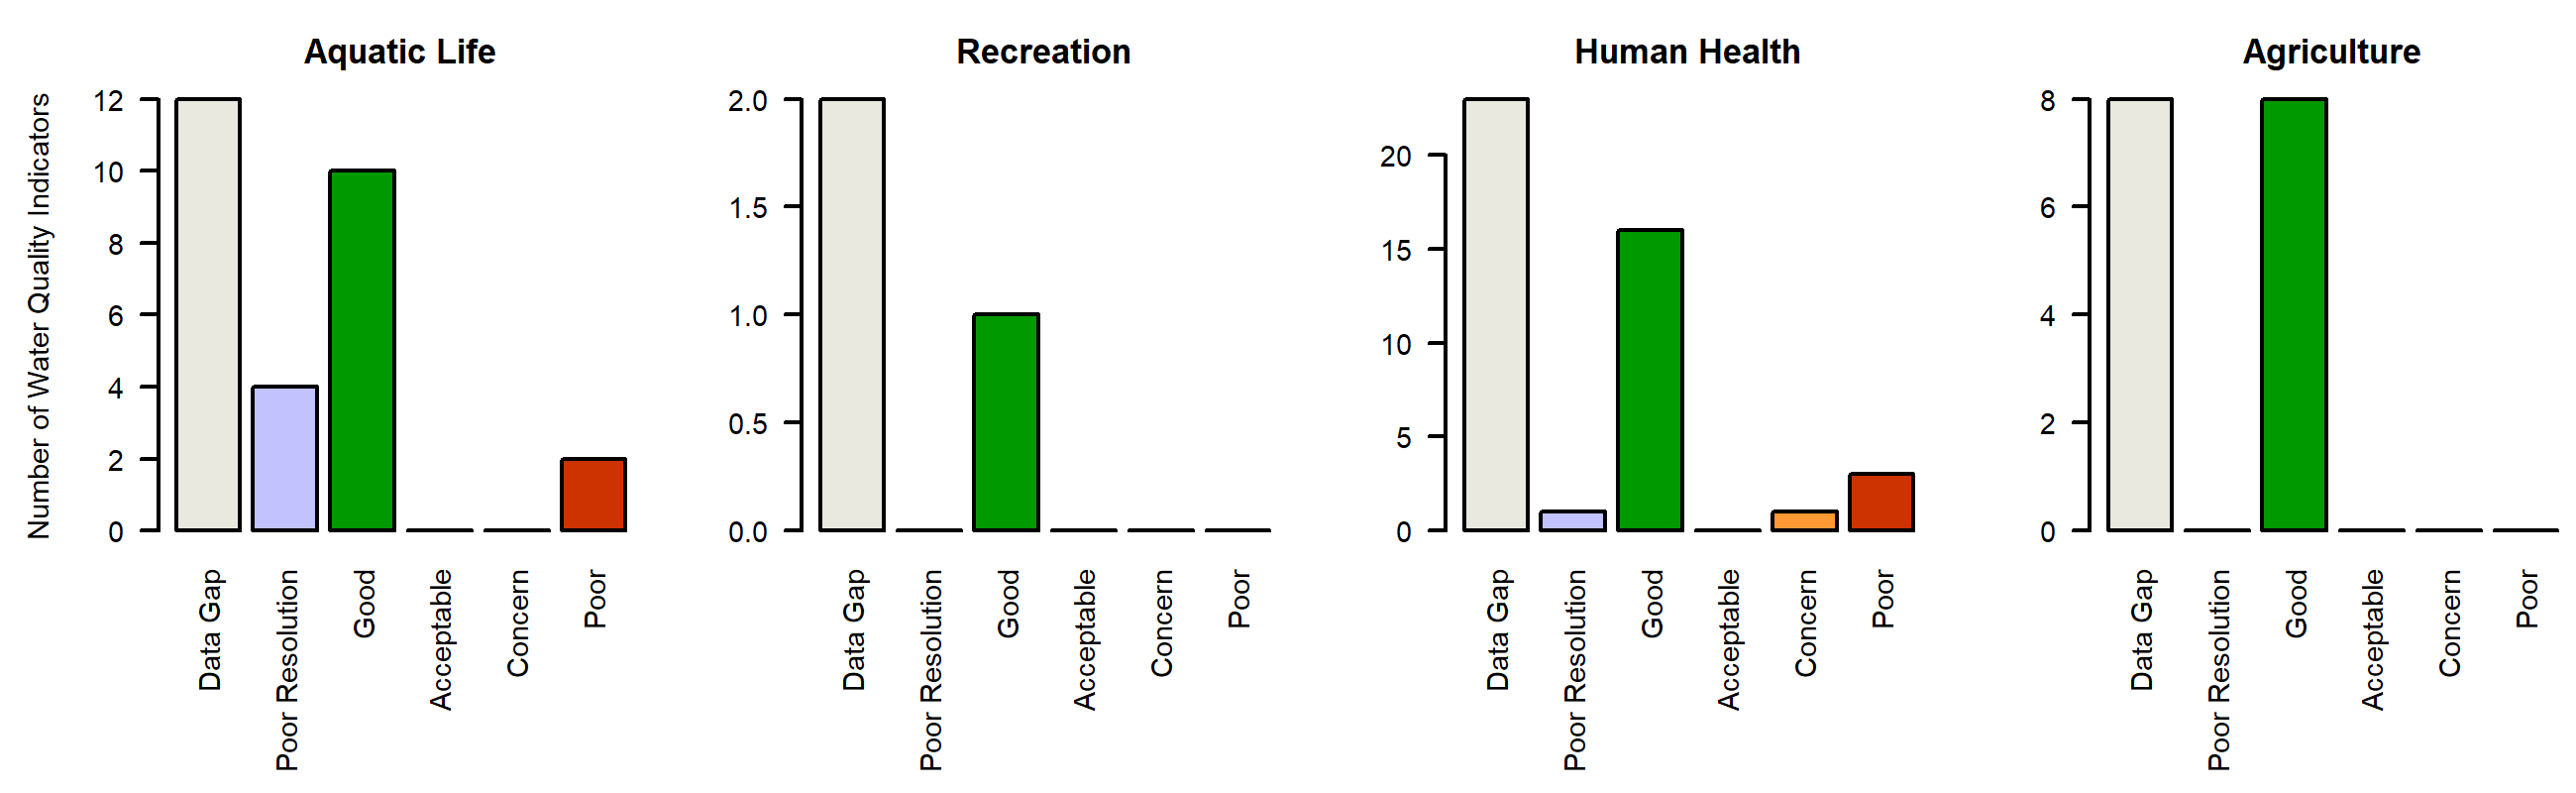 Aquatic Life
Number of Water Quality Indicators
12
10
8
6
4
2
0
Data Gap
Poor Resolution
Good
Acceptable
Concern
Poor
Recreation
2.0
1.5
1.0
0.5
0.0
Data Gap
Poor Resolution
Good
Acceptable
Concern
Poor
Human Health
20
15
10
5
0
Data Gap
Poor Resolution
Good
Acceptable
Concern
Poor
Agriculture
8
6
4
2
0
Data Gap
Poor Resolution
Good
Acceptable
Concern
Poor